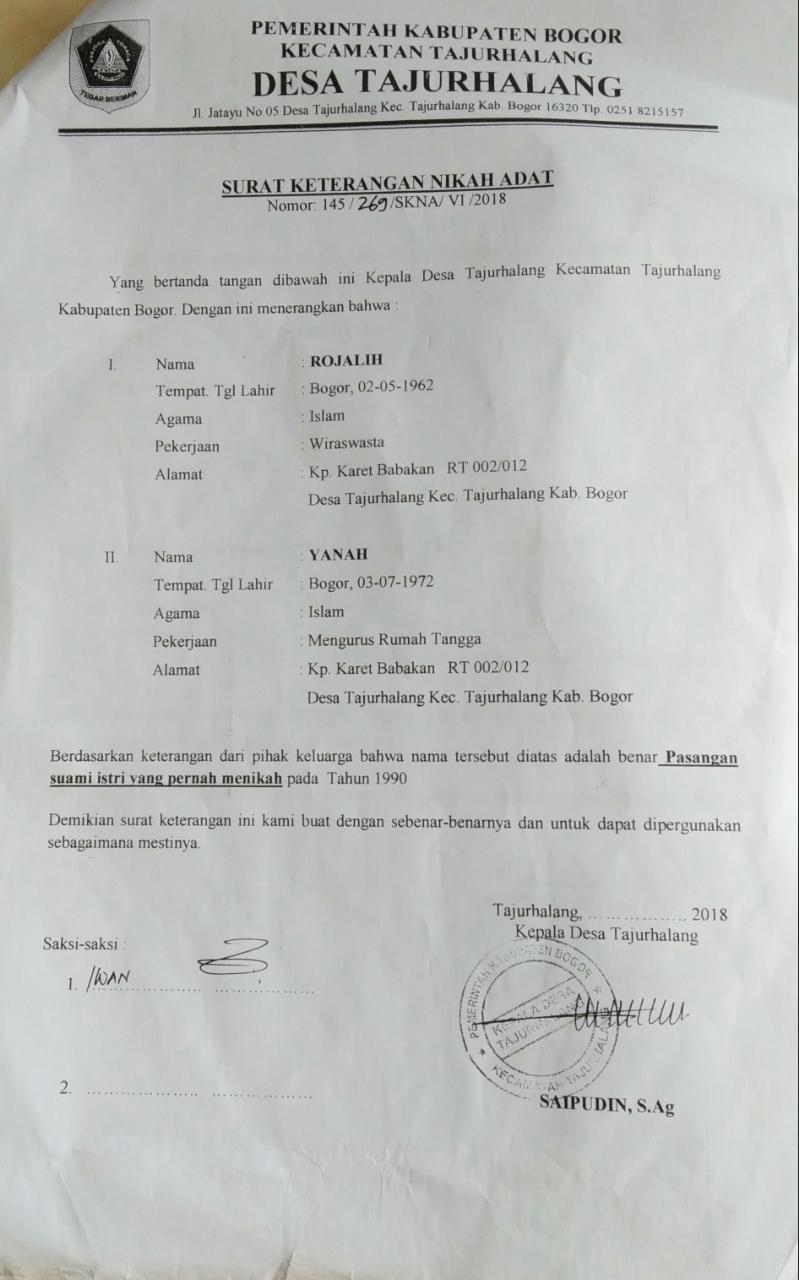 PEMERINTAH KABUPATEN BOGOR
KECAMATAN TAJURHALANG
DESA TAJURHALANG
Jl. Jatayu No.05 Desa Tajurhalang Kec. Tajurhalang Kab. Bogor 16320 Tlp. 0251 8215157
TEGAR BERIMAN
SURAT KETERANGAN NIKAH ADAT
Nomor: 145 / 269 /SKNA/ VI /2018
Yang bertanda tangan dibawah ini Kepala Desa Tajurhalang Kecamatan Tajurhalang
Kabupaten Bogor. Dengan ini menerangkan bahwa :
I. Nama : ROJALIH
Tempat. Tgl Lahir : Bogor, 02-05-1962
Agama : Islam
Pekerjaan : Wiraswasta
Alamat : Kp. Karet Babakan RT 002/012
Desa Tajurhalang Kec. Tajurhalang Kab. Bogor
II. Nama : YANAH
Tempat. Tgl Lahir : Bogor, 03-07-1972
Agama : Islam
Pekerjaan : Mengurus Rumah Tangga
Alamat : Kp. Karet Babakan RT 002/012
Desa Tajurhalang Kec. Tajurhalang Kab. Bogor
Berdasarkan keterangan dari pihak keluarga bahwa nama tersebut diatas adalah benar Pasangan
suami istri yang pernah menikah pada Tahun 1990
Demikian surat keterangan ini kami buat dengan sebenar-benarnya dan untuk dapat dipergunakan
sebagaimana mestinya.
Tajurhalang, .................. 2018
Kepala Desa Tajurhalang
Saksi-saksi :
1. IWAN .................... ..................
PEMERINTAH KABUPATEN BOGOR
KEPALA DESA
TAJURHALANG
KECAMATAN TAJURHALANG
2. .................... ..................
SAIPUDIN, S.Ag